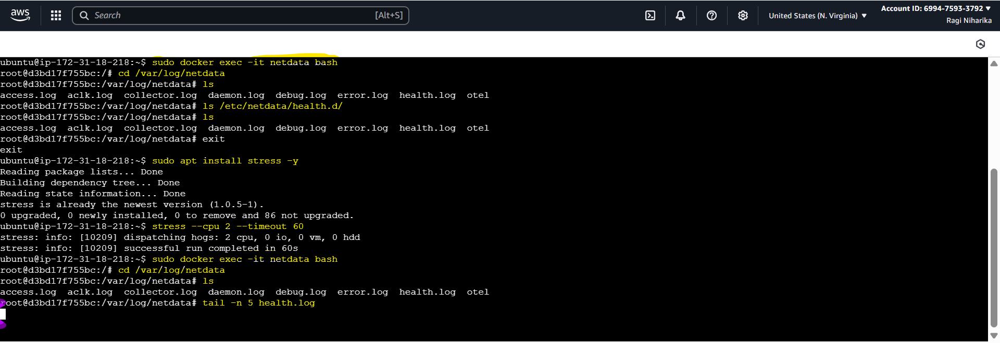 aws
Search
[Alt+S]
United States (N. Virginia)
Account ID: 6994-7593-3792
Ragi Niharika
ubuntu@ip-172-31-18-218:~$ sudo docker exec -it netdata bash
root@d3bd17f755bc:/# cd /var/log/netdata
root@d3bd17f755bc:/var/log/netdata# ls
access.log  aclk.log  collector.log  daemon.log  debug.log  error.log  health.log  otel
root@d3bd17f755bc:/var/log/netdata# ls /etc/netdata/health.d/
root@d3bd17f755bc:/var/log/netdata# ls
access.log  aclk.log  collector.log  daemon.log  debug.log  error.log  health.log  otel
root@d3bd17f755bc:/var/log/netdata# exit
exit
ubuntu@ip-172-31-18-218:~$ sudo apt install stress -y
Reading package lists... Done
Building dependency tree... Done
Reading state information... Done
stress is already the newest version (1.0.5-1).
0 upgraded, 0 newly installed, 0 to remove and 86 not upgraded.
ubuntu@ip-172-31-18-218:~$ stress --cpu 2 --timeout 60
stress: info: [10209] dispatching hogs: 2 cpu, 0 io, 0 vm, 0 hdd
stress: info: [10209] successful run completed in 60s
ubuntu@ip-172-31-18-218:~$ sudo docker exec -it netdata bash
root@d3bd17f755bc:/# cd /var/log/netdata
root@d3bd17f755bc:/var/log/netdata# ls
access.log  aclk.log  collector.log  daemon.log  debug.log  error.log  health.log  otel
root@d3bd17f755bc:/var/log/netdata# tail -n 5 health.log